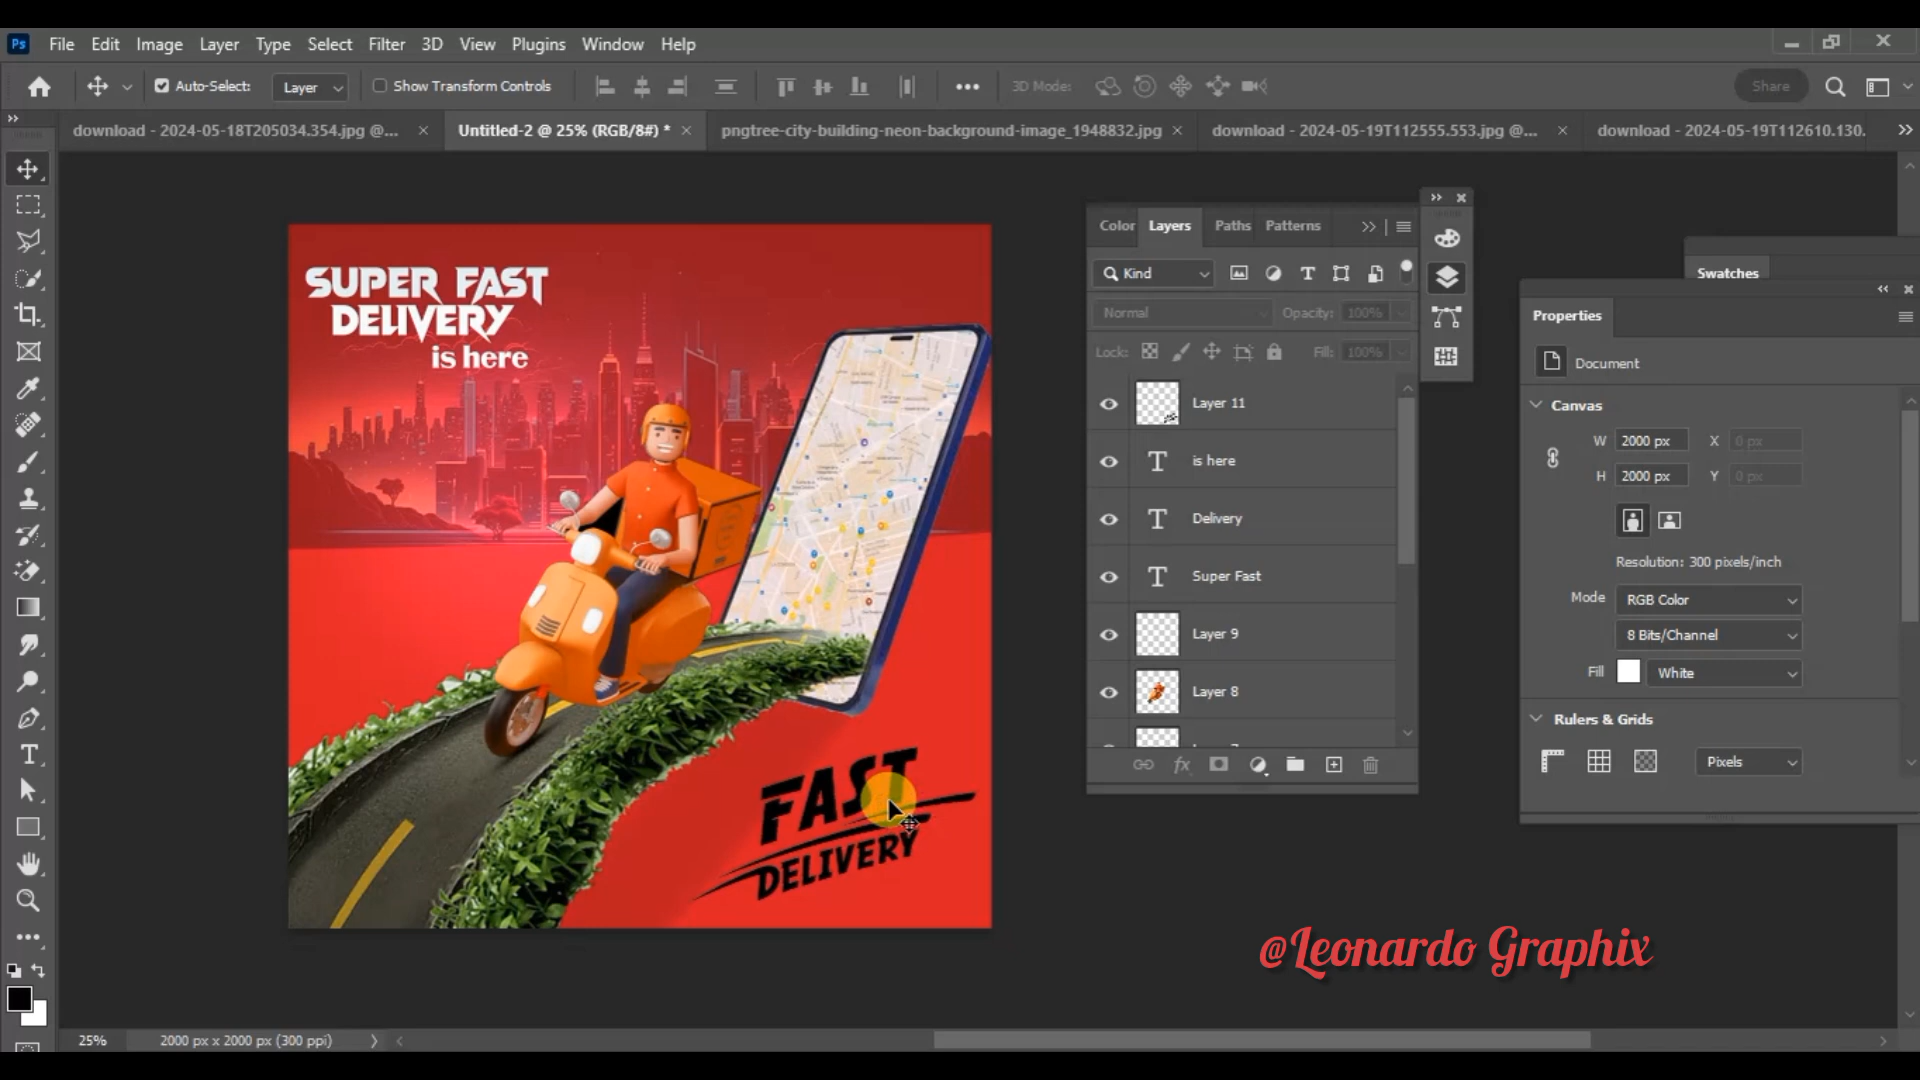 Ps File Edit Image Layer Type Select Filter 3D View Plugins Window Help
Auto-Select: Layer Show Transform Controls 3D Mode: Share
download - 2024-05-18T205034.354.jpg @... Untitled-2 @ 25% (RGB/8#) * pngtree-city-building-neon-background-image_1948832.jpg download - 2024-05-19T112555.553.jpg @... download - 2024-05-19T112610.130.
SUPER FAST
DELIVERY
is here
FAST
DELIVERY
Color Layers Paths Patterns
Kind
Normal Opacity: 100%
Lock: Fill: 100%
Layer 11
is here
Delivery
Super Fast
Layer 9
Layer 8
fx
Swatches
Properties
Document
Canvas
W 2000 px X 0 px
H 2000 px Y 0 px
Resolution: 300 pixels/inch
Mode RGB Color
8 Bits/Channel
Fill White
Rulers & Grids
Pixels
@Leonardo Graphix
25% 2000 px x 2000 px (300 ppi)